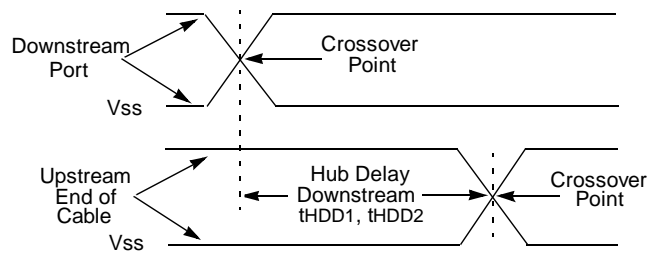 Downstream
Port
Crossover
Point
Vss
Upstream
End of
Cable
Hub Delay
Downstream
tHDD1, tHDD2
Crossover
Point
Vss